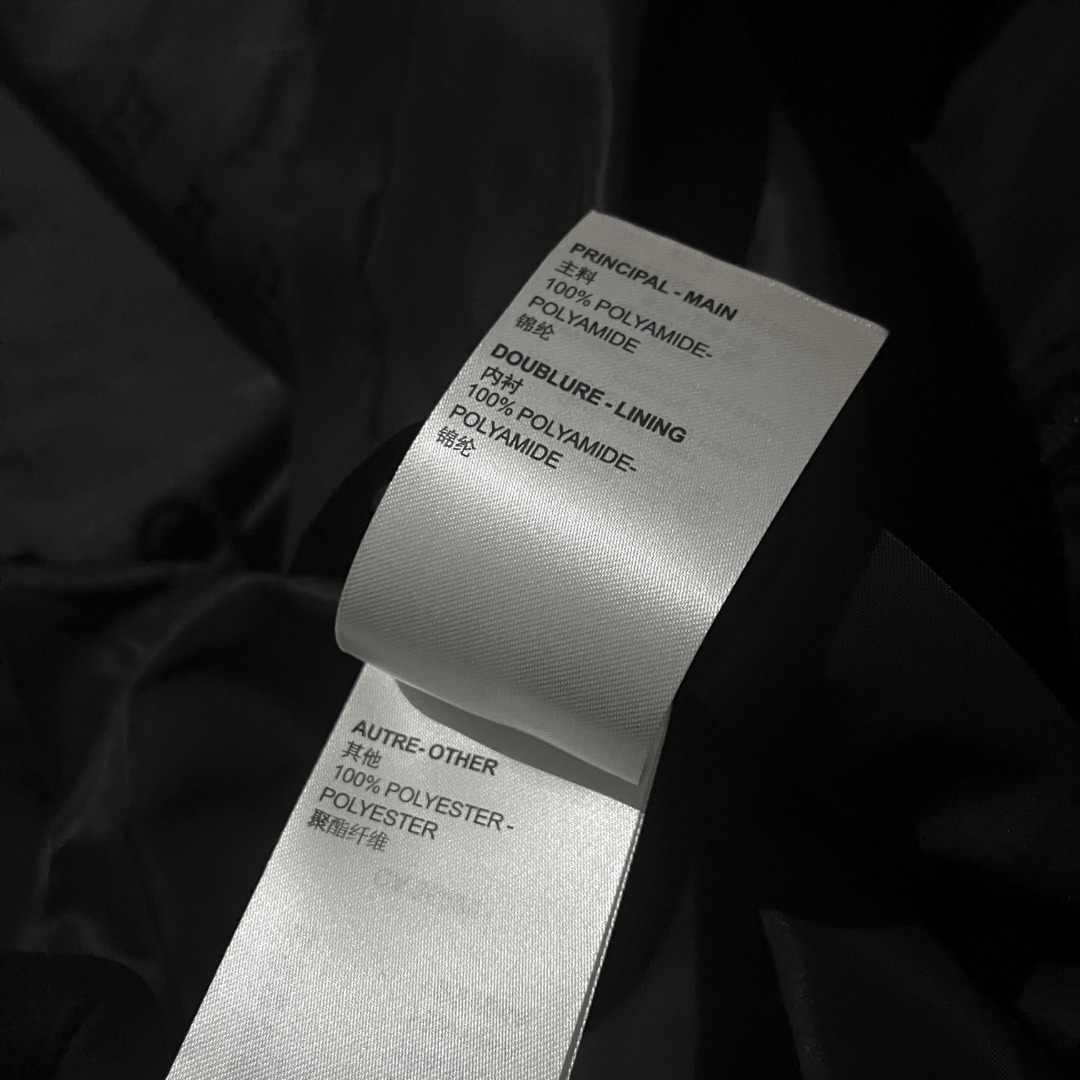 PRINCIPAL - MAIN
主料
100% POLYAMIDE-
POLYAMIDE
锦纶
DOUBLURE - LINING
内衬
100% POLYAMIDE-
POLYAMIDE
锦纶
AUTRE- OTHER
其他
100% POLYESTER -
POLYESTER
聚酯纤维